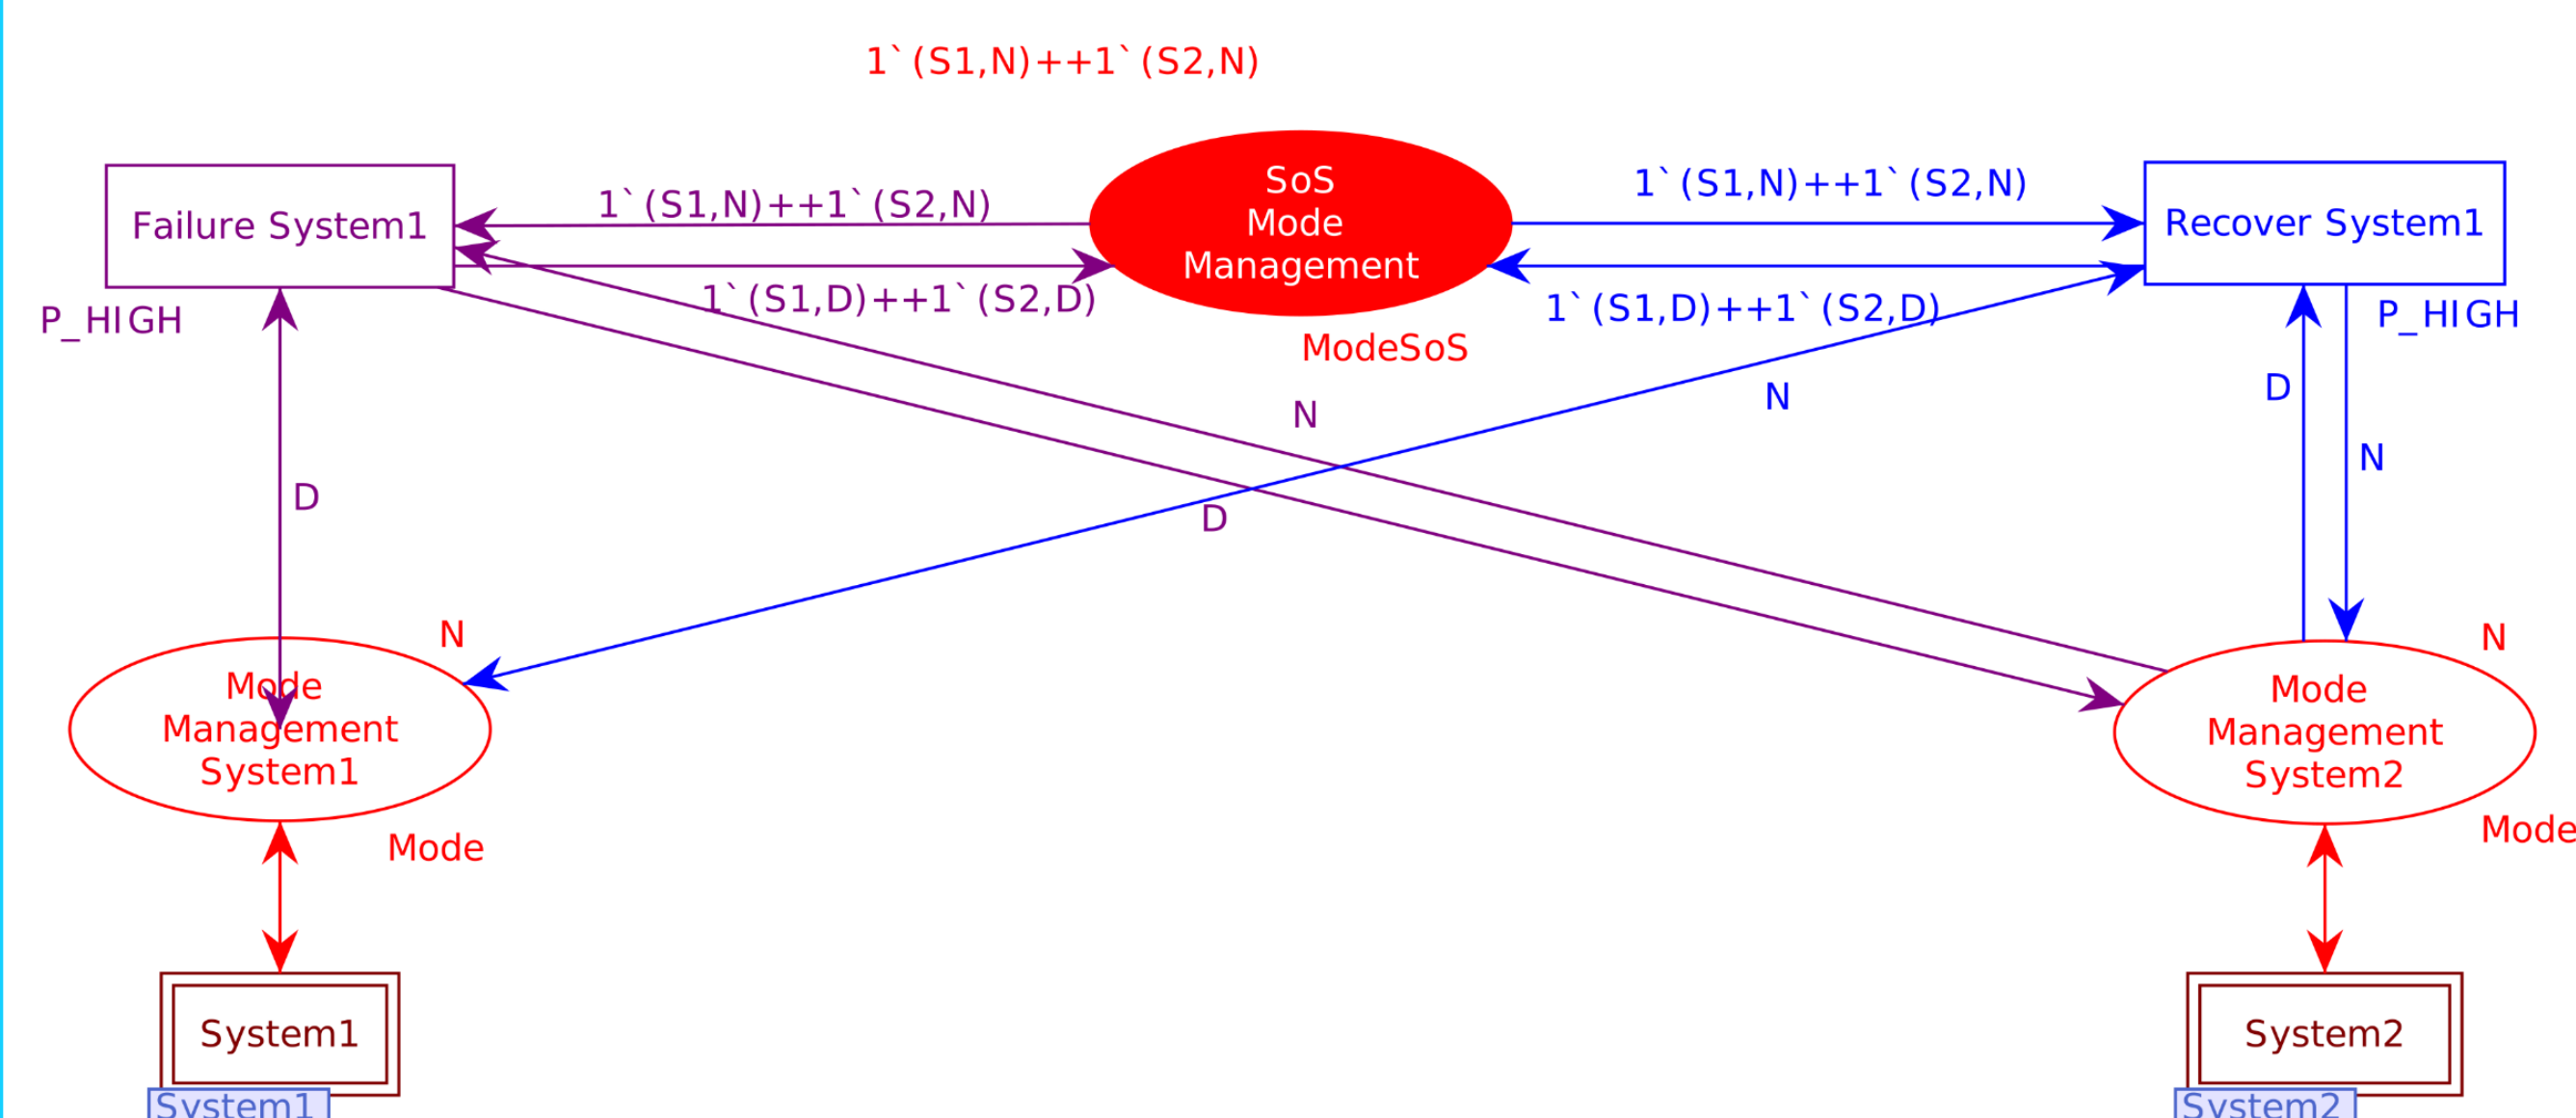 1`(S1,N)++1`(S2,N)
SoS
Mode
Management
ModeSoS
Failure System1
P_HIGH
1`(S1,N)++1`(S2,N)
1`(S1,D)++1`(S2,D)
1`(S1,N)++1`(S2,N)
1`(S1,D)++1`(S2,D)
Recover System1
P_HIGH
D
N
N
N
D
D
N
Mode
Management
System1
N
Mode
Mode
Management
System2
N
Mode
System1
System1
System2
System2